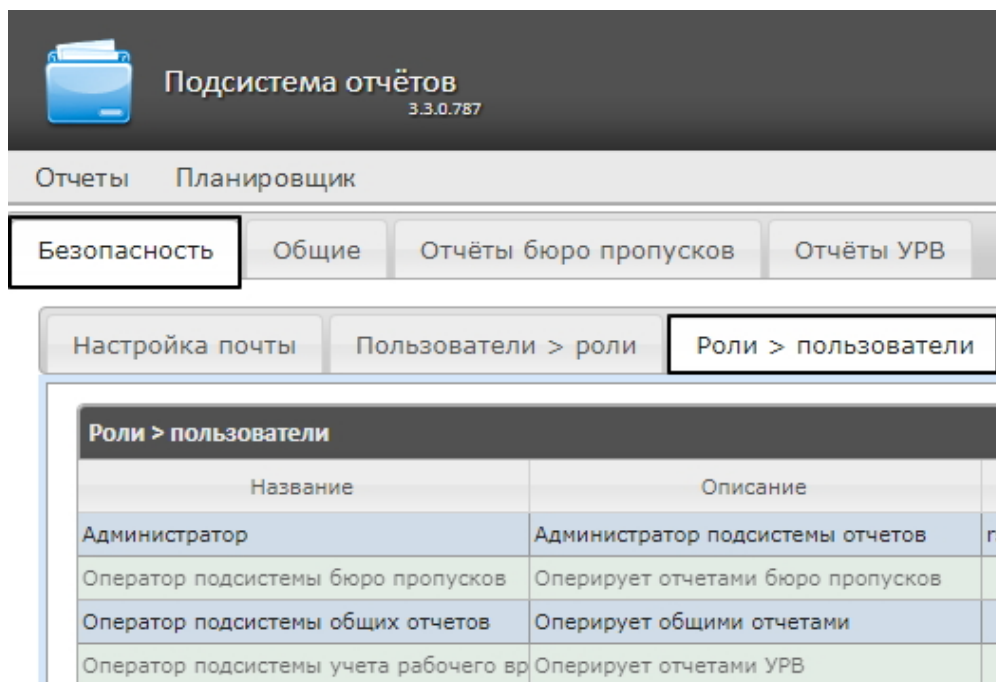 Подсистема отчётов
3.3.0.787
Отчеты Планировщик
Безопасность Общие Отчёты бюро пропусков Отчёты УРВ
Настройка почты Пользователи > роли Роли > пользователи
Роли > пользователи
Название Описание
Администратор Администратор подсистемы отчетов
Оператор подсистемы бюро пропусков Оперирует отчетами бюро пропусков
Оператор подсистемы общих отчетов Оперирует общими отчетами
Оператор подсистемы учета рабочего вр Оперирует отчетами УРВ